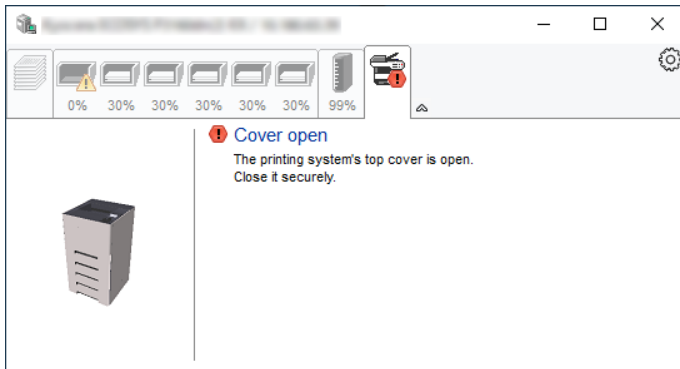 0% 30% 30% 30% 30% 30% 99%
Cover open
The printing system's top cover is open.
Close it securely.